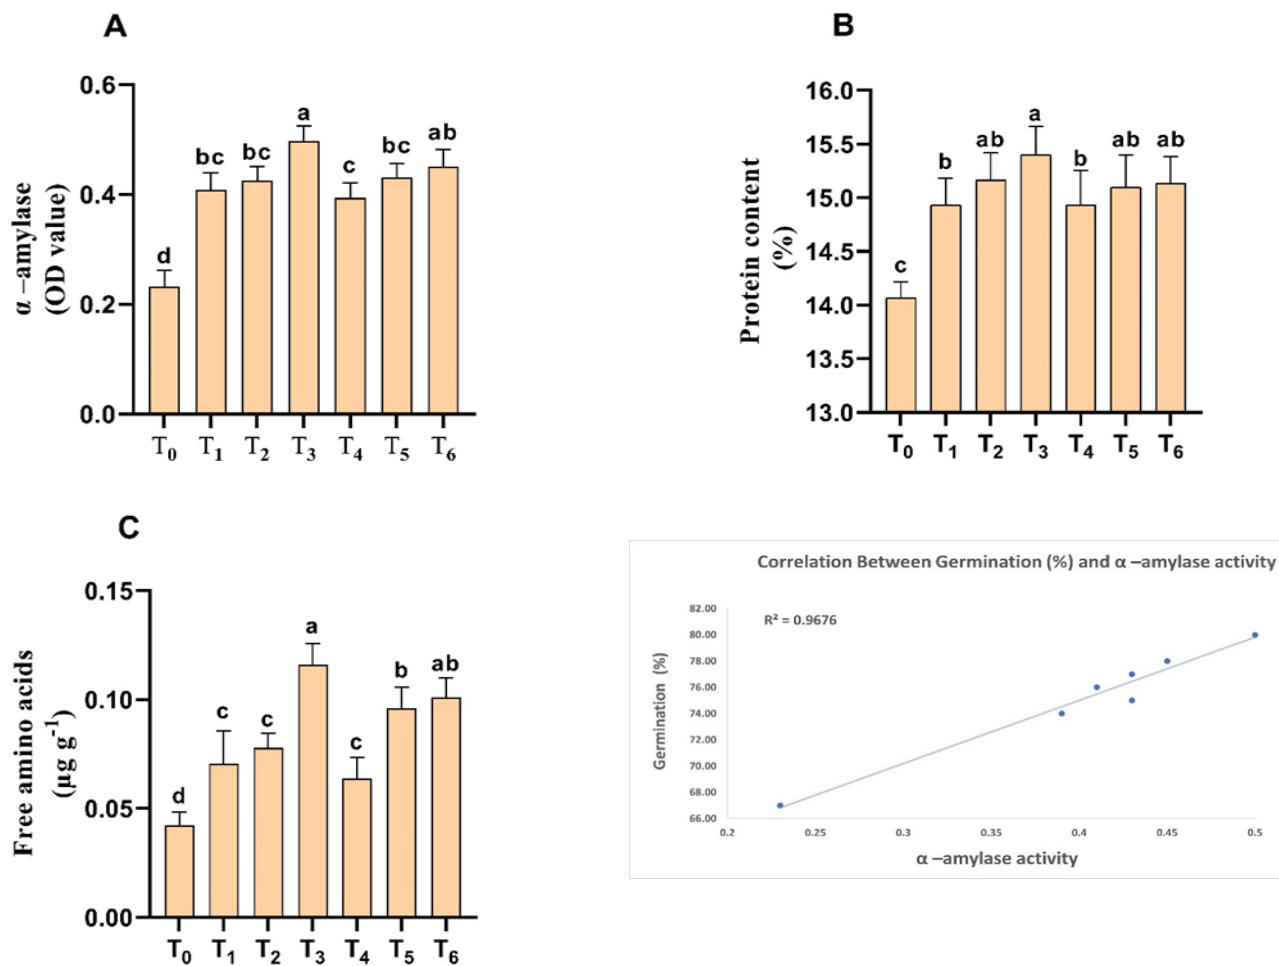 A
α –amylase
(OD value)
0.6
0.4
0.2
0.0
d
bc
bc
a
c
bc
ab
T0 T1 T2 T3 T4 T5 T6
B
Protein content
(%)
16.0
15.5
15.0
14.5
14.0
13.5
13.0
c
b
ab
a
b
ab
ab
T0 T1 T2 T3 T4 T5 T6
C
Free amino acids
(µg g-1)
0.15
0.10
0.05
0.00
d
c
c
a
c
b
ab
T0 T1 T2 T3 T4 T5 T6
Correlation Between Germination (%) and α –amylase activity
R² = 0.9676
Germination (%)
82.00
80.00
78.00
76.00
74.00
72.00
70.00
68.00
66.00
0.2 0.25 0.3 0.35 0.4 0.45 0.5
α –amylase activity